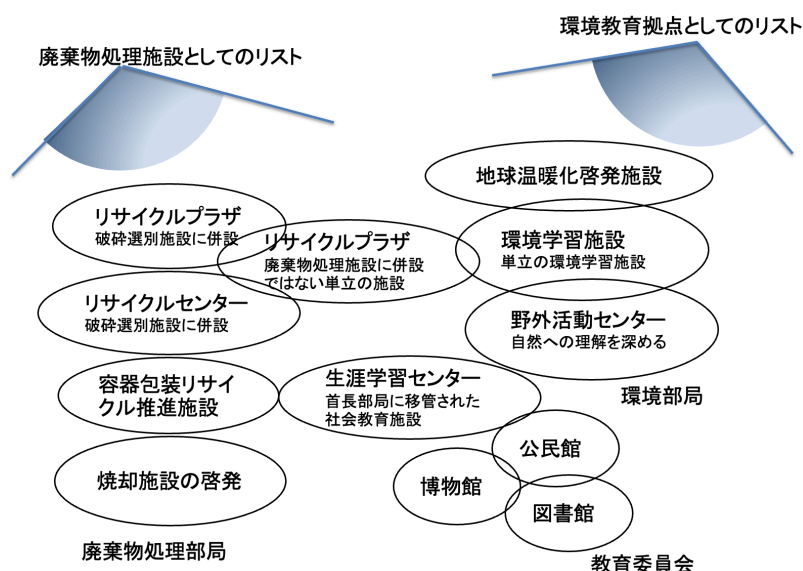 環境教育拠点としてのリスト
廃棄物処理施設としてのリスト
地球温暖化啓発施設
リサイクルプラザ
破砕選別施設に併設
リサイクルプラザ
廃棄物処理施設に併設
ではない単立の施設
環境学習施設
単立の環境学習施設
リサイクルセンター
破砕選別施設に併設
野外活動センター
自然への理解を深める
容器包装リサイ
クル推進施設
生涯学習センター
首長部局に移管された
社会教育施設
環境部局
公民館
焼却施設の啓発
博物館
図書館
廃棄物処理部局
教育委員会